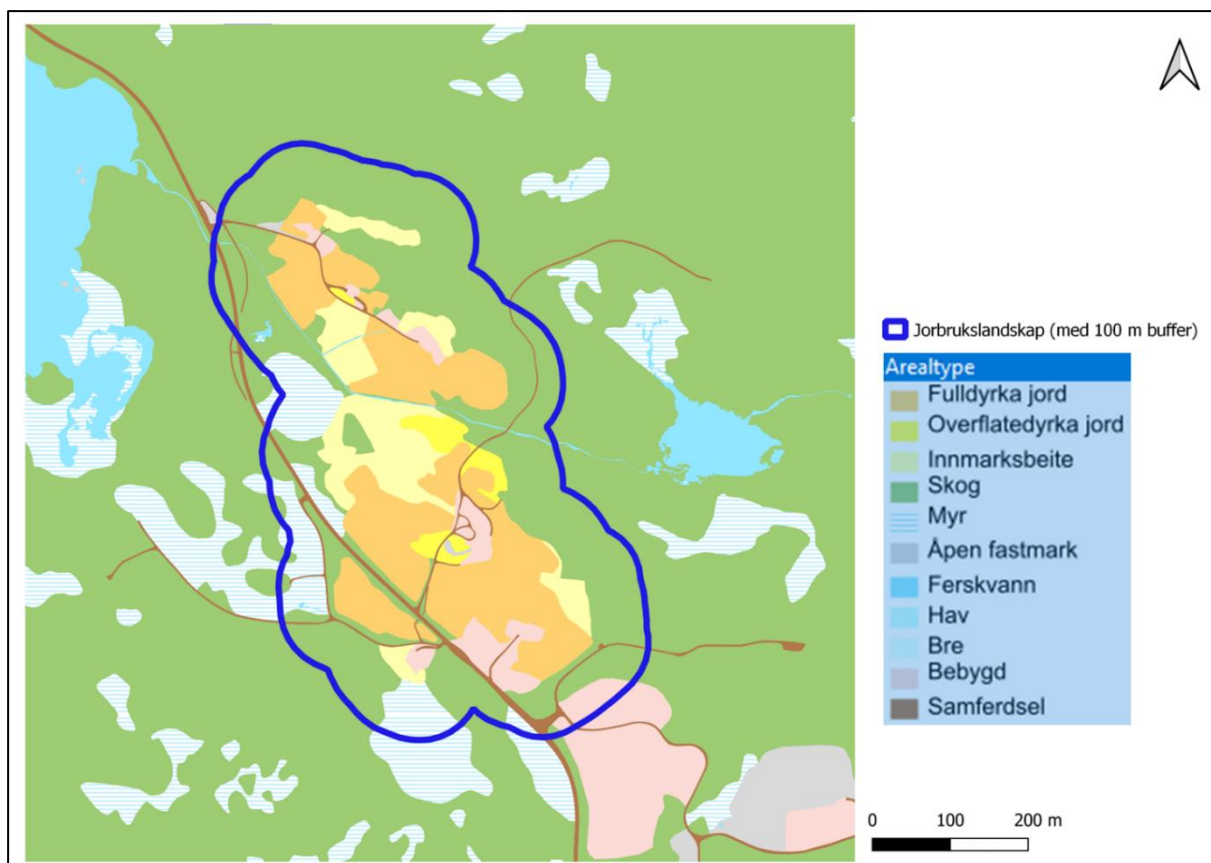 Jorbrukslandskap (med 100 m buffer)
Arealtype
Fulldyrka jord
Overflatedyrka jord
Innmarksbeite
Skog
Myr
Åpen fastmark
Ferskvann
Hav
Bre
Bebygd
Samferdsel
0 100 200 m